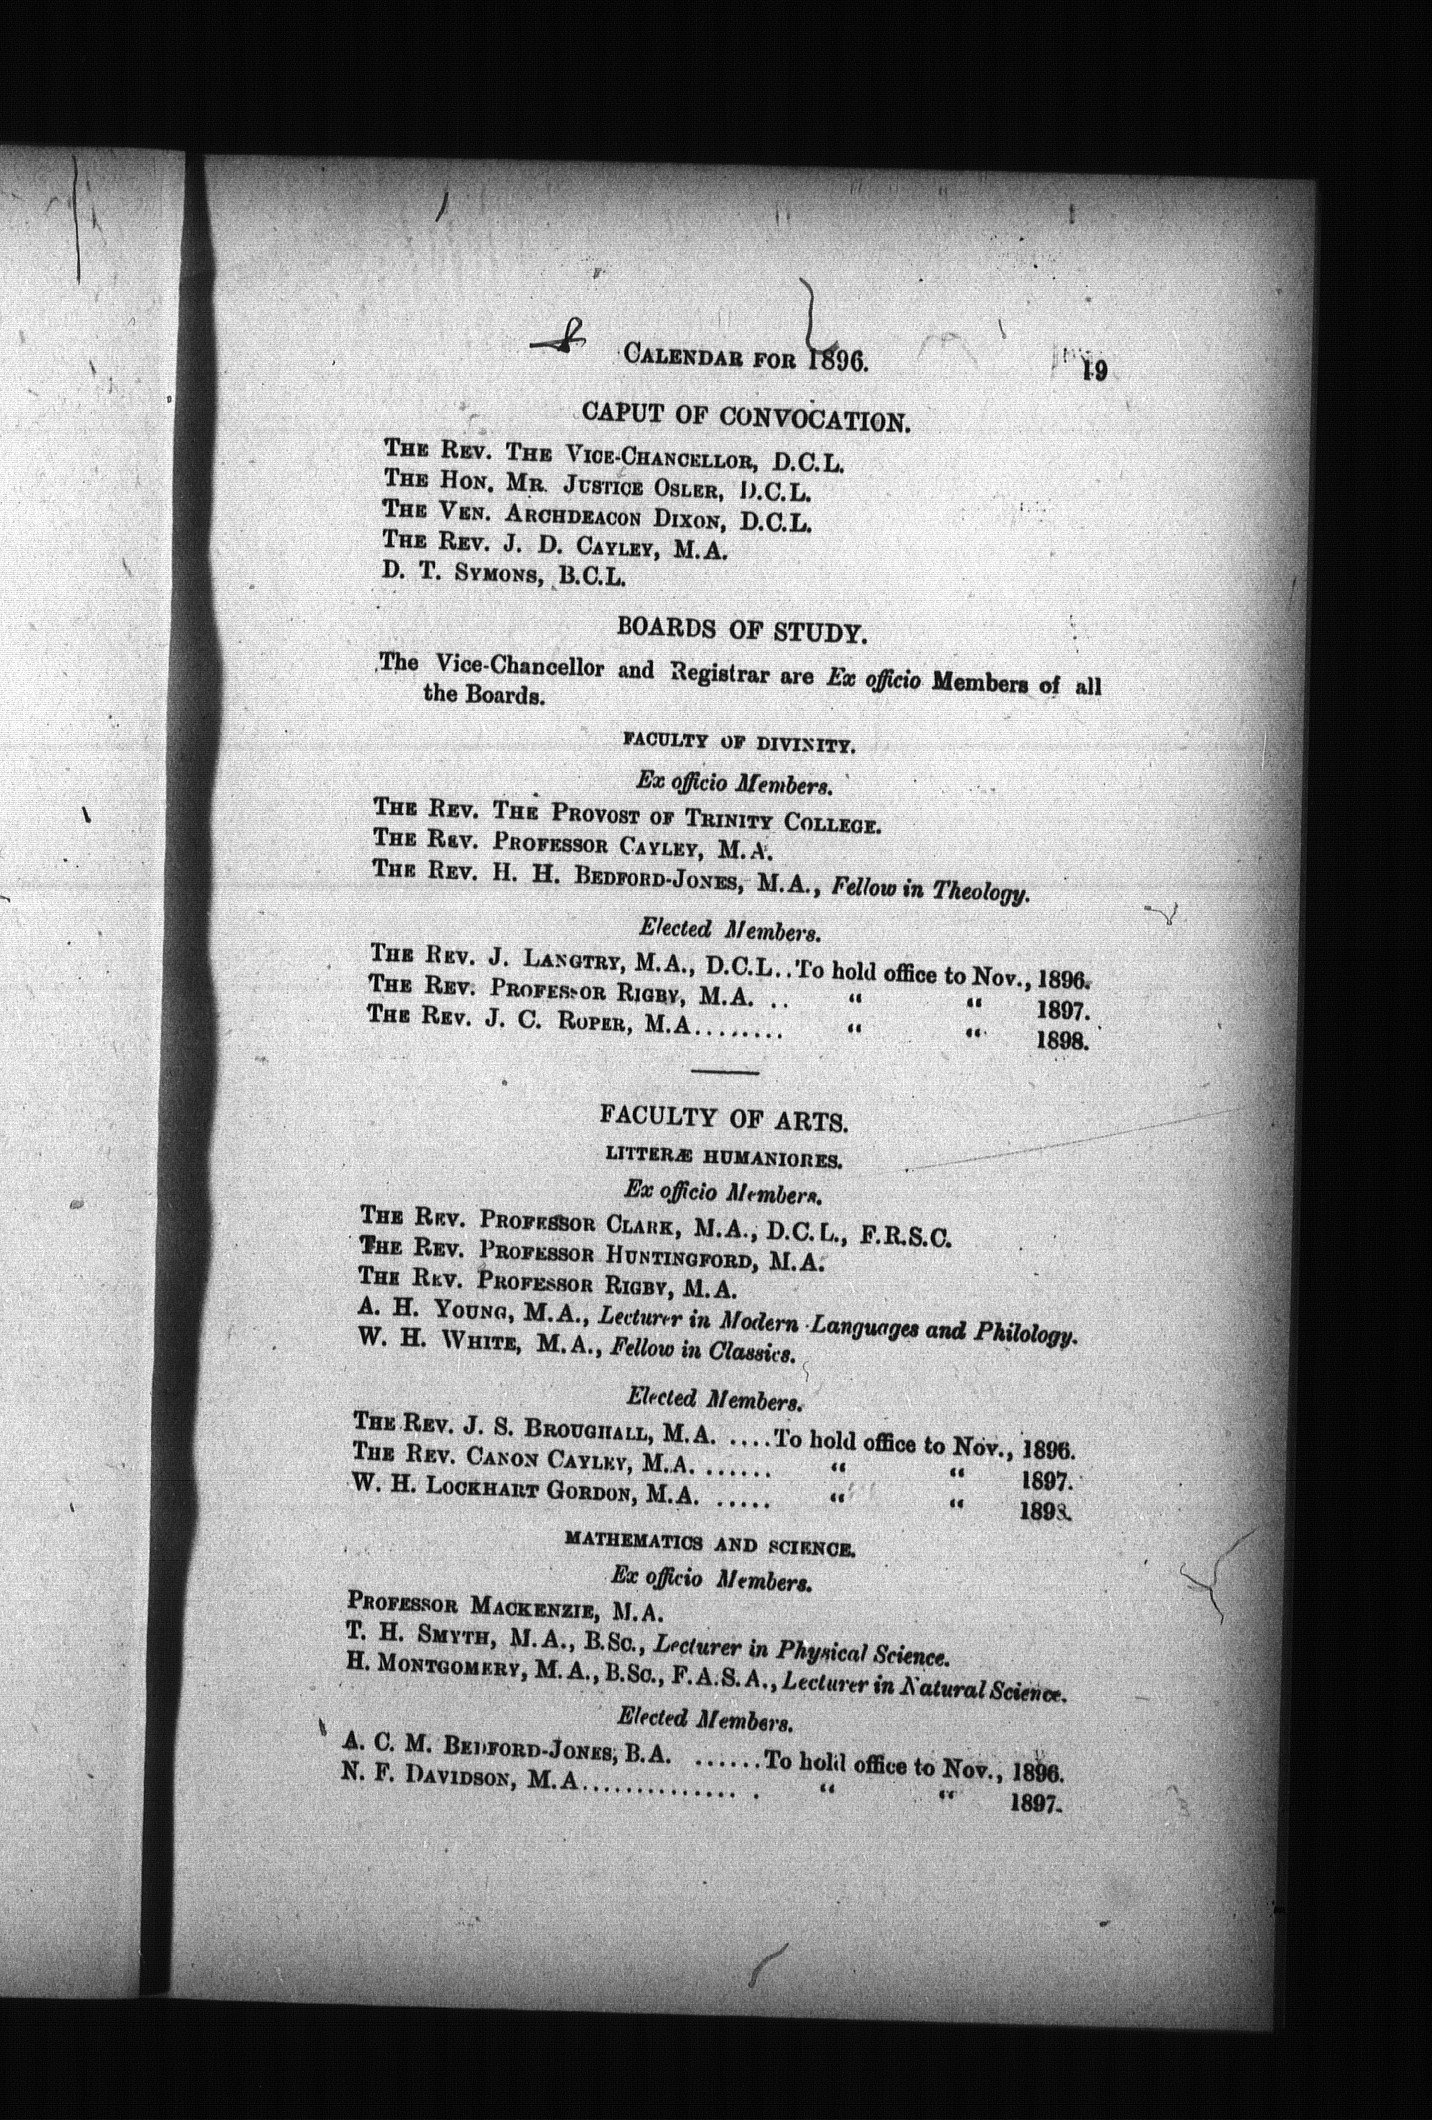 CALENDAR FOR 1896. 19
CAPUT OF CONVOCATION.
THE REV. THE VICE-CHANCELLOR, D.C.L.
THE HON. MR. JUSTICE OSLER, D.C.L.
THE VEN. ARCHDEACON DIXON, D.C.L.
THE REV. J. D. CAYLEY, M.A.
D. T. SYMONS, B.C.L.
BOARDS OF STUDY.
The Vice-Chancellor and Registrar are Ex officio Members of all
the Boards.
FACULTY OF DIVINITY.
Ex officio Members.
THE REV. THE PROVOST OF TRINITY COLLEGE.
THE REV. PROFESSOR CAYLEY, M.A.
THE REV. H. H. BEDFORD-JONES, M.A., Fellow in Theology.
Elected Members.
THE REV. J. LANGTRY, M.A., D.C.L..To hold office to Nov., 1896.
THE REV. PROFESSOR RIGBY, M.A. .. “ “ 1897.
THE REV. J. C. ROPER, M.A........ “ “ 1898.
FACULTY OF ARTS.
LITTERÆ HUMANIORES.
Ex officio Members.
THE REV. PROFESSOR CLARK, M.A., D.C.L., F.R.S.C.
THE REV. PROFESSOR HUNTINGFORD, M.A.
THE REV. PROFESSOR RIGBY, M.A.
A. H. YOUNG, M.A., Lecturer in Modern Languages and Philology.
W. H. WHITE, M.A., Fellow in Classics.
Elected Members.
THE REV. J. S. BROUGHALL, M.A. ....To hold office to Nov., 1896.
THE REV. CANON CAYLEY, M.A. ...... “ “ 1897.
W. H. LOCKHART GORDON, M.A. ..... “ “ 1898.
MATHEMATICS AND SCIENCE.
Ex officio Members.
PROFESSOR MACKENZIE, M.A.
T. H. SMYTH, M.A., B.SC., Lecturer in Physical Science.
H. MONTGOMERY, M.A., B.SC., F.A.S.A., Lecturer in Natural Science.
Elected Members.
A. C. M. BEDFORD-JONES, B.A. ......To hold office to Nov., 1896.
N. F. DAVIDSON, M.A.............. . “ “ 1897.